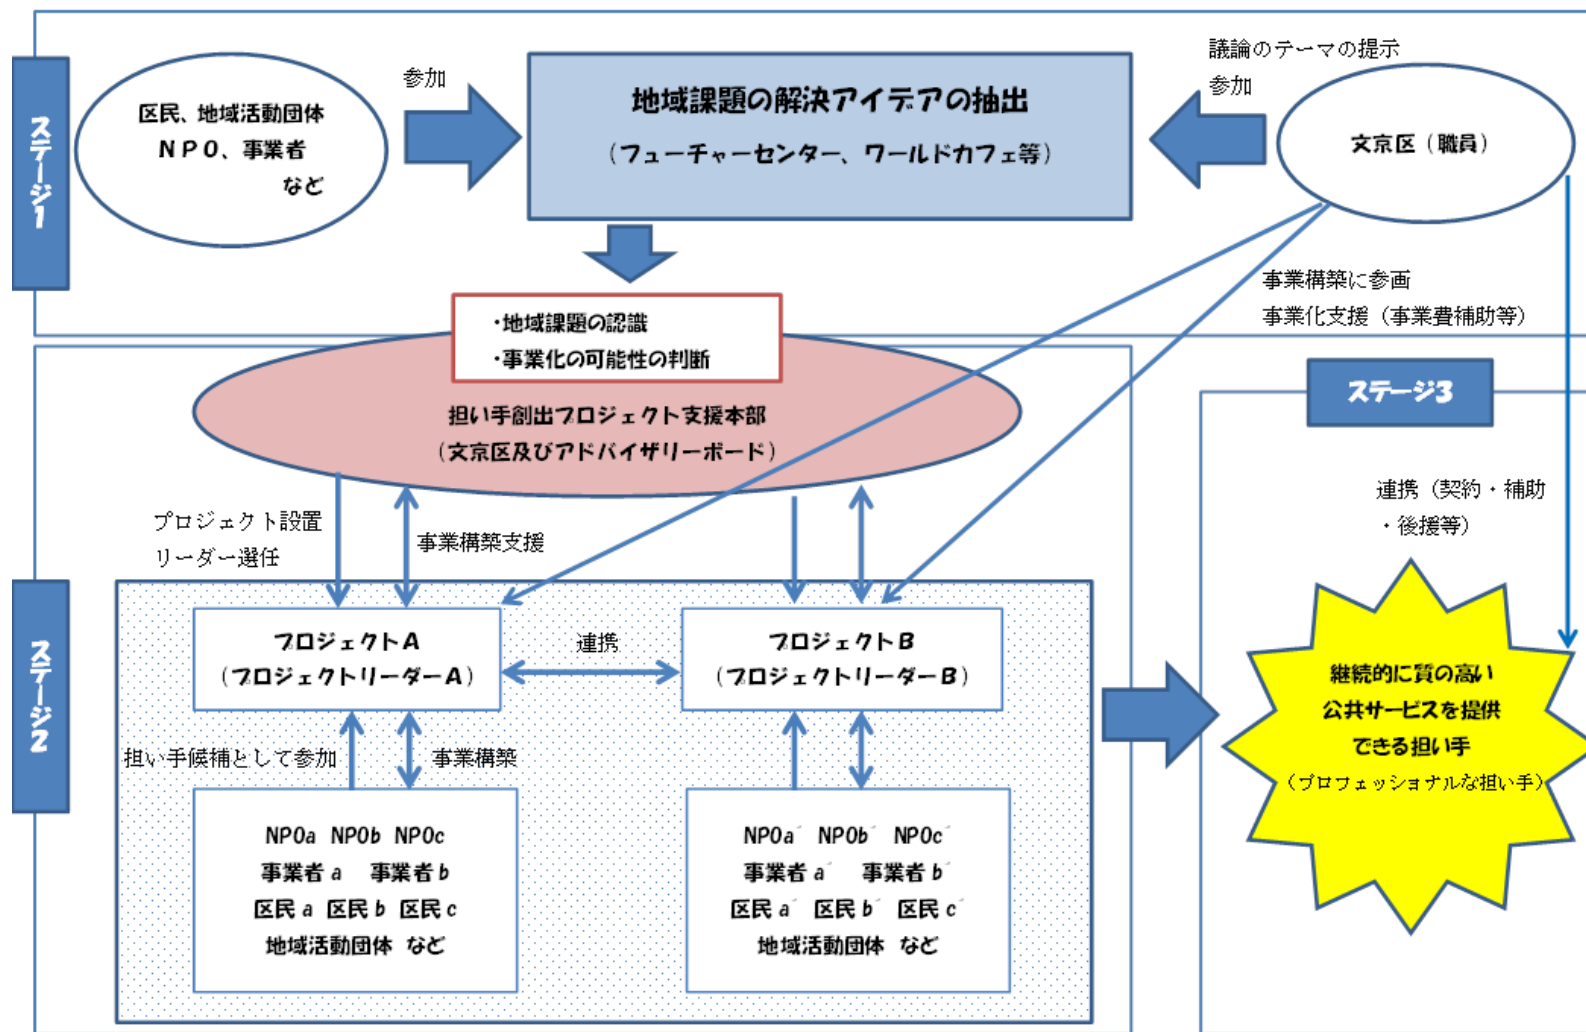 ステージ1
区民、地域活動団体
ＮＰＯ、事業者
など
参加
地域課題の解決アイデアの抽出
（フューチャーセンター、ワールドカフェ等）
議論のテーマの提示
参加
文京区（職員）
事業構築に参画
事業化支援（事業費補助等）
・地域課題の認識
・事業化の可能性の判断
担い手創出プロジェクト支援本部
（文京区及びアドバイザリーボード）
ステージ2
プロジェクト設置
リーダー選任
事業構築支援
プロジェクトA
（プロジェクトリーダーA）
連携
プロジェクトB
（プロジェクトリーダーB）
担い手候補として参加
事業構築
NPOa NPOb NPOc
事業者a 事業者b
区民a 区民b 区民c
地域活動団体 など
NPOa´ NPOb´ NPOc´
事業者a´ 事業者b´
区民a´ 区民b´ 区民c´
地域活動団体 など
ステージ3
連携（契約・補助
・後援等）
継続的に質の高い
公共サービスを提供
できる担い手
（プロフェッショナルな担い手）